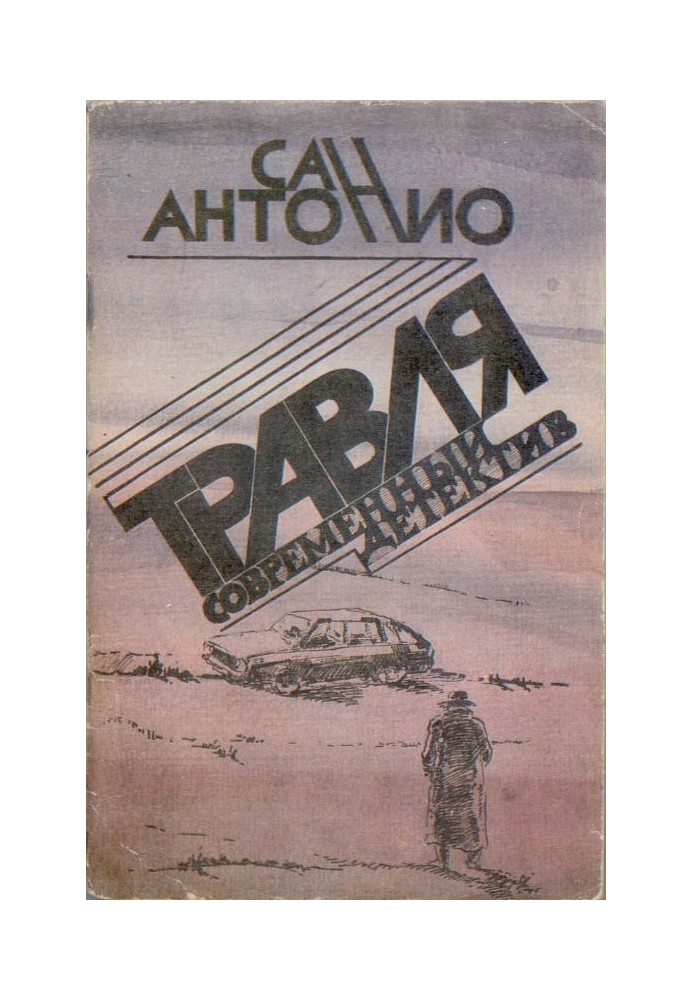 САН
АНТОНИО
ТРАВЛЯ
СОВРЕМЕННЫЙ
ДЕТЕКТИВ